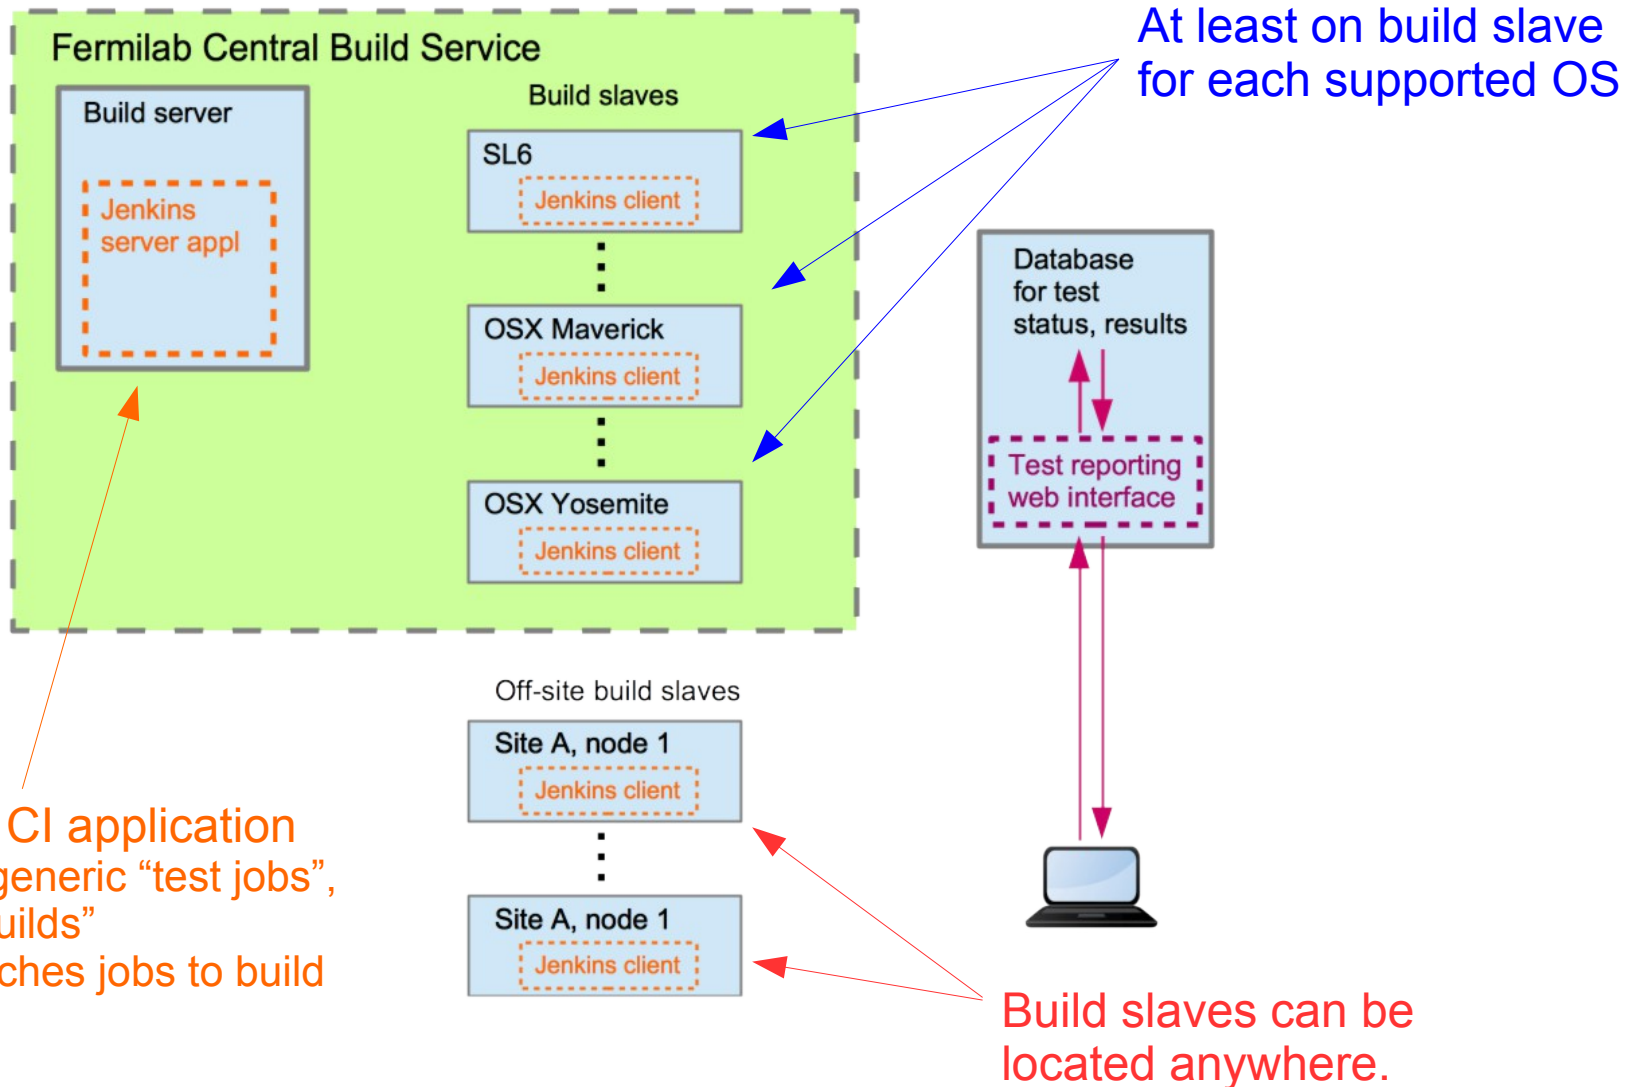 At least on build slave
for each supported OS
Fermilab Central Build Service
Build server
Jenkins
server appl
Build slaves
SL6
Jenkins client
OSX Maverick
Jenkins client
OSX Yosemite
Jenkins client
Database
for test
status, results
Test reporting
web interface
Off-site build slaves
Site A, node 1
Jenkins client
Site A, node 1
Jenkins client
CI application
generic “test jobs”,
uilds”
ches jobs to build
Build slaves can be
located anywhere.